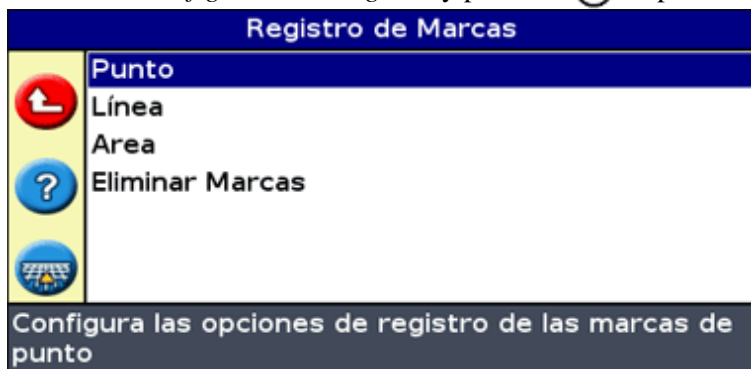 Registro de Marcas
Punto
Línea
Area
Eliminar Marcas
?
Configura las opciones de registro de las marcas de
punto